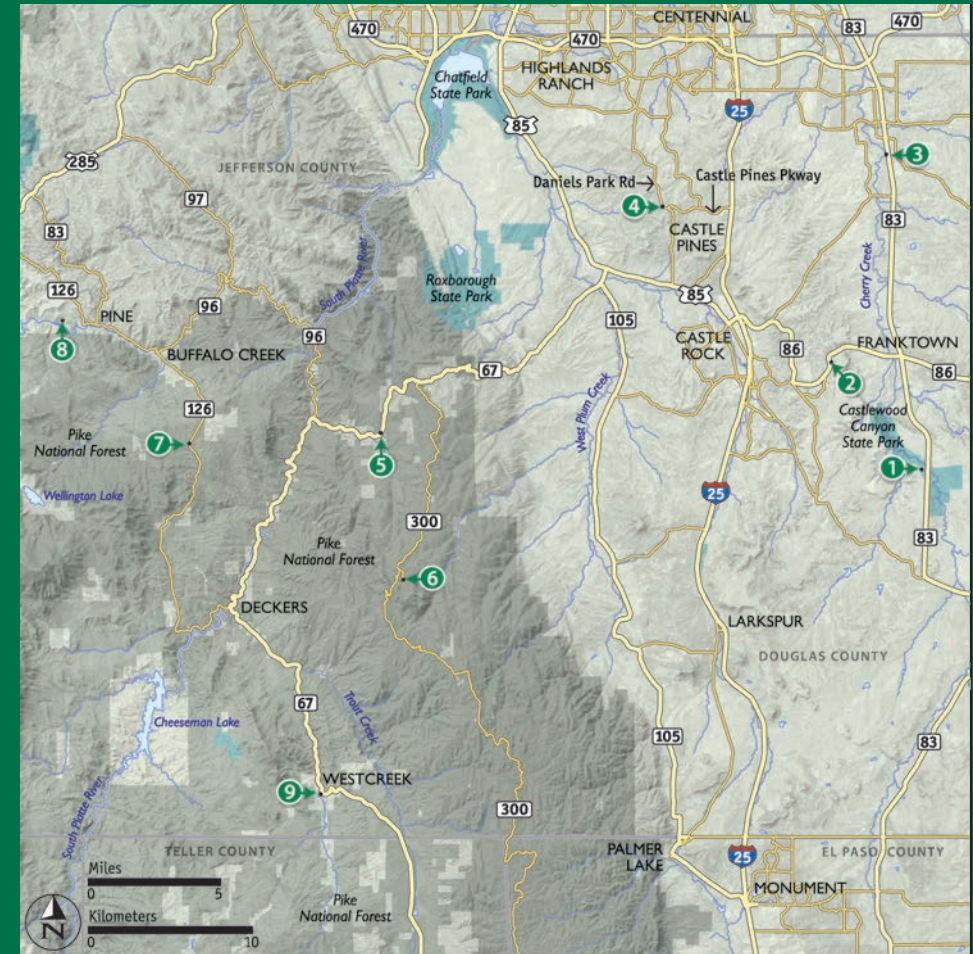 CENTENNIAL
470
83
470
470
HIGHLANDS
RANCH
Chatfield
State Park
25
85
3
285
JEFFERSON COUNTY
Daniels Park Rd
Castle Pines Pkwy
97
4
83
83
CASTLE
PINES
Cherry Creek
South Platte River
Roxborough
State Park
126
96
85
105
PINE
96
CASTLE
ROCK
86
FRANKTOWN
8
BUFFALO CREEK
67
2
86
126
West Plum Creek
Castlewood
Canyon
State Park
Pike
National Forest
7
5
1
Wellington Lake
25
300
83
Pike
National Forest
6
DECKERS
LARKSPUR
DOUGLAS COUNTY
67
Trout Creek
Cheeseman Lake
105
83
9
WESTCREEK
300
South Platte River
TELLER COUNTY
PALMER
LAKE
25
EL PASO COUNTY
Miles
0 5
MONUMENT
Pike
National Forest
Kilometers
0 10
N